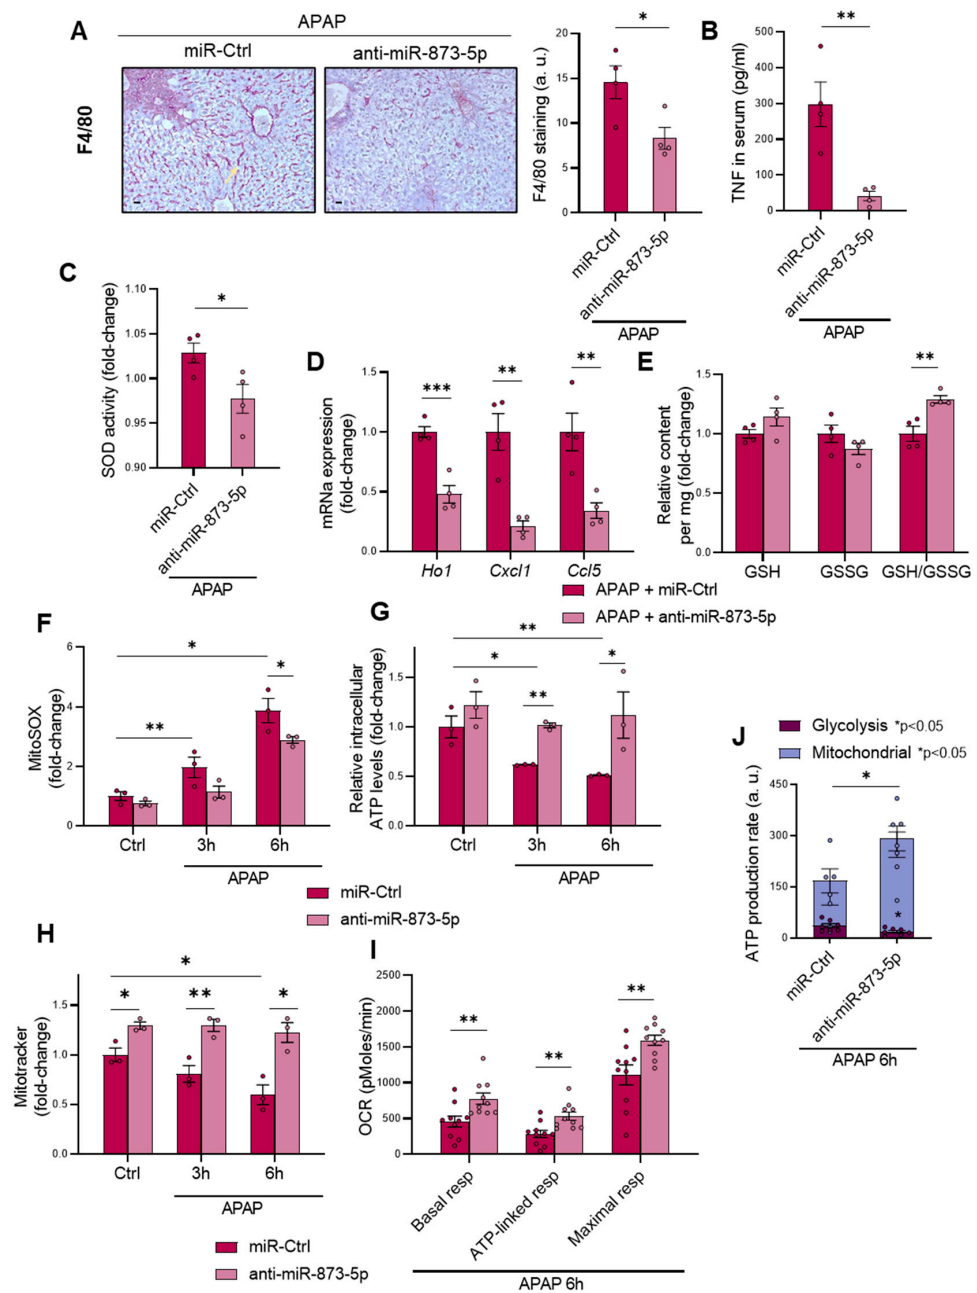 A
APAP
miR-Ctrl
anti-miR-873-5p
F4/80
F4/80 staining (a. u.)
20
15
10
5
0
*
miR-Ctrl
anti-miR-873-5p
APAP
B
TNF in serum (pg/ml)
500
400
300
200
100
0
**
miR-Ctrl
anti-miR-873-5p
APAP
C
SOD activity (fold-change)
1.10
1.05
1.00
0.95
0.90
*
miR-Ctrl
anti-miR-873-5p
APAP
D
mRNa expression
(fold-change)
1.5
1.0
0.5
0.0
***
**
**
Ho1
Cxcl1
Ccl5
E
Relative content
per mg (fold-change)
1.5
1.0
0.5
0.0
**
GSH
GSSG
GSH/GSSG
APAP + miR-Ctrl
APAP + anti-miR-873-5p
F
MitoSOX
(fold-change)
6
4
2
0
*
**
*
Ctrl
3h
6h
APAP
G
Relative intracellular
ATP levels (fold-change)
1.5
1.0
0.5
0.0
**
*
**
*
Ctrl
3h
6h
APAP
miR-Ctrl
anti-miR-873-5p
H
Mitotracker
(fold-change)
1.5
1.0
0.5
0.0
*
*
**
*
Ctrl
3h
6h
APAP
miR-Ctrl
anti-miR-873-5p
I
OCR (pMoles/min)
2500
2000
1500
1000
500
0
**
**
**
Basal resp
ATP-linked resp
Maximal resp
APAP 6h
J
Glycolysis *p<0.05
Mitochondrial *p<0.05
ATP production rate (a. u.)
450
300
150
0
*
*
miR-Ctrl
anti-miR-873-5p
APAP 6h